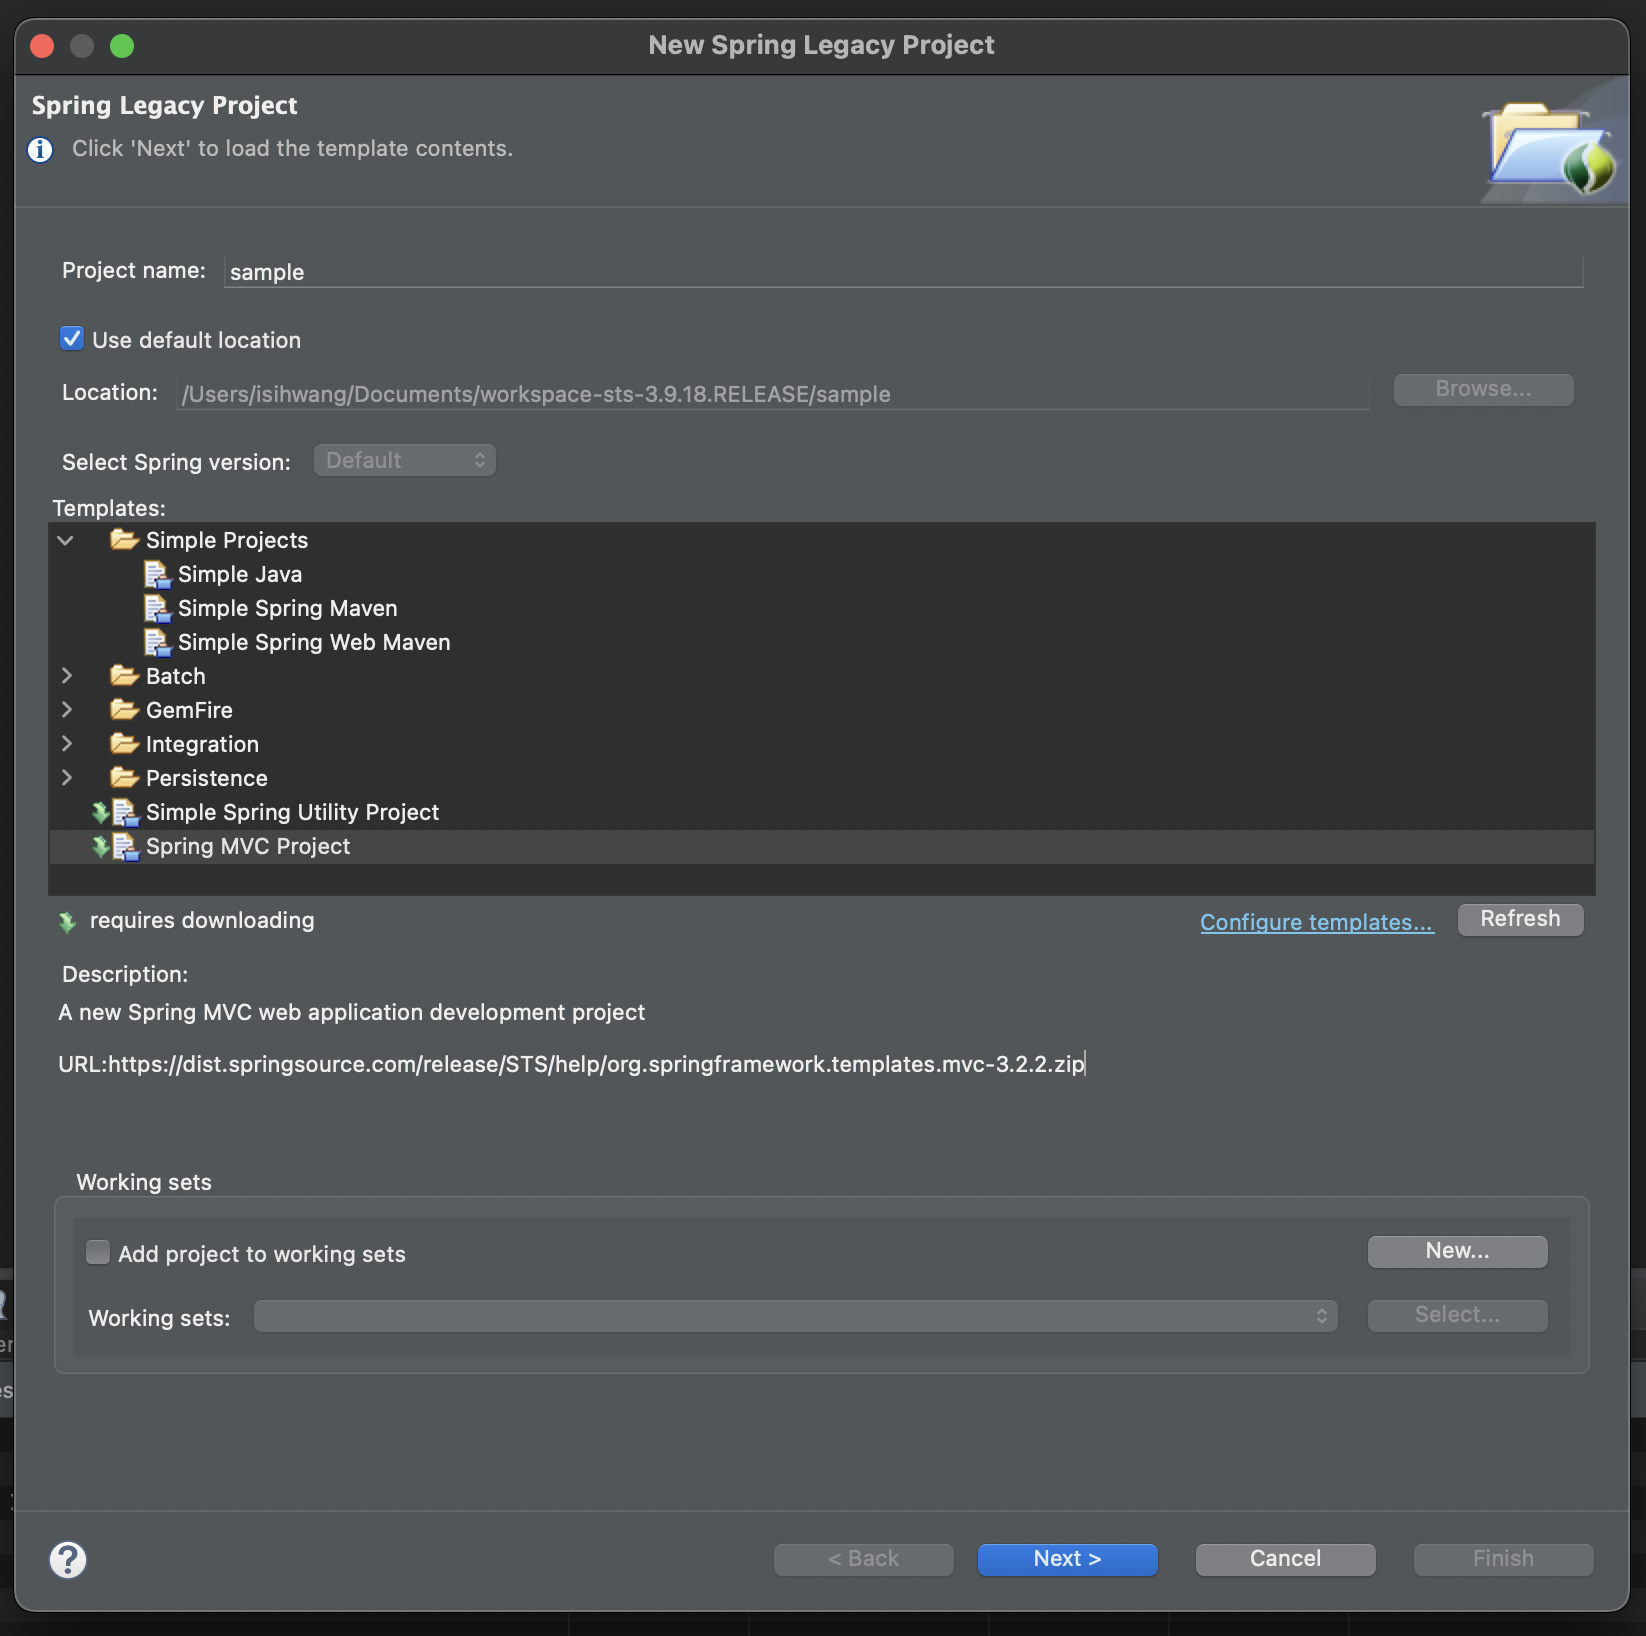 New Spring Legacy Project
Spring Legacy Project
Click 'Next' to load the template contents.
Project name: sample
Use default location
Location: /Users/isihwang/Documents/workspace-sts-3.9.18.RELEASE/sample Browse...
Select Spring version: Default
Templates:
Simple Projects
Simple Java
Simple Spring Maven
Simple Spring Web Maven
Batch
GemFire
Integration
Persistence
Simple Spring Utility Project
Spring MVC Project
requires downloading Configure templates... Refresh
Description:
A new Spring MVC web application development project
URL:https://dist.springsource.com/release/STS/help/org.springframework.templates.mvc-3.2.2.zip
Working sets
Add project to working sets New...
Working sets: Select...
? < Back Next > Cancel Finish